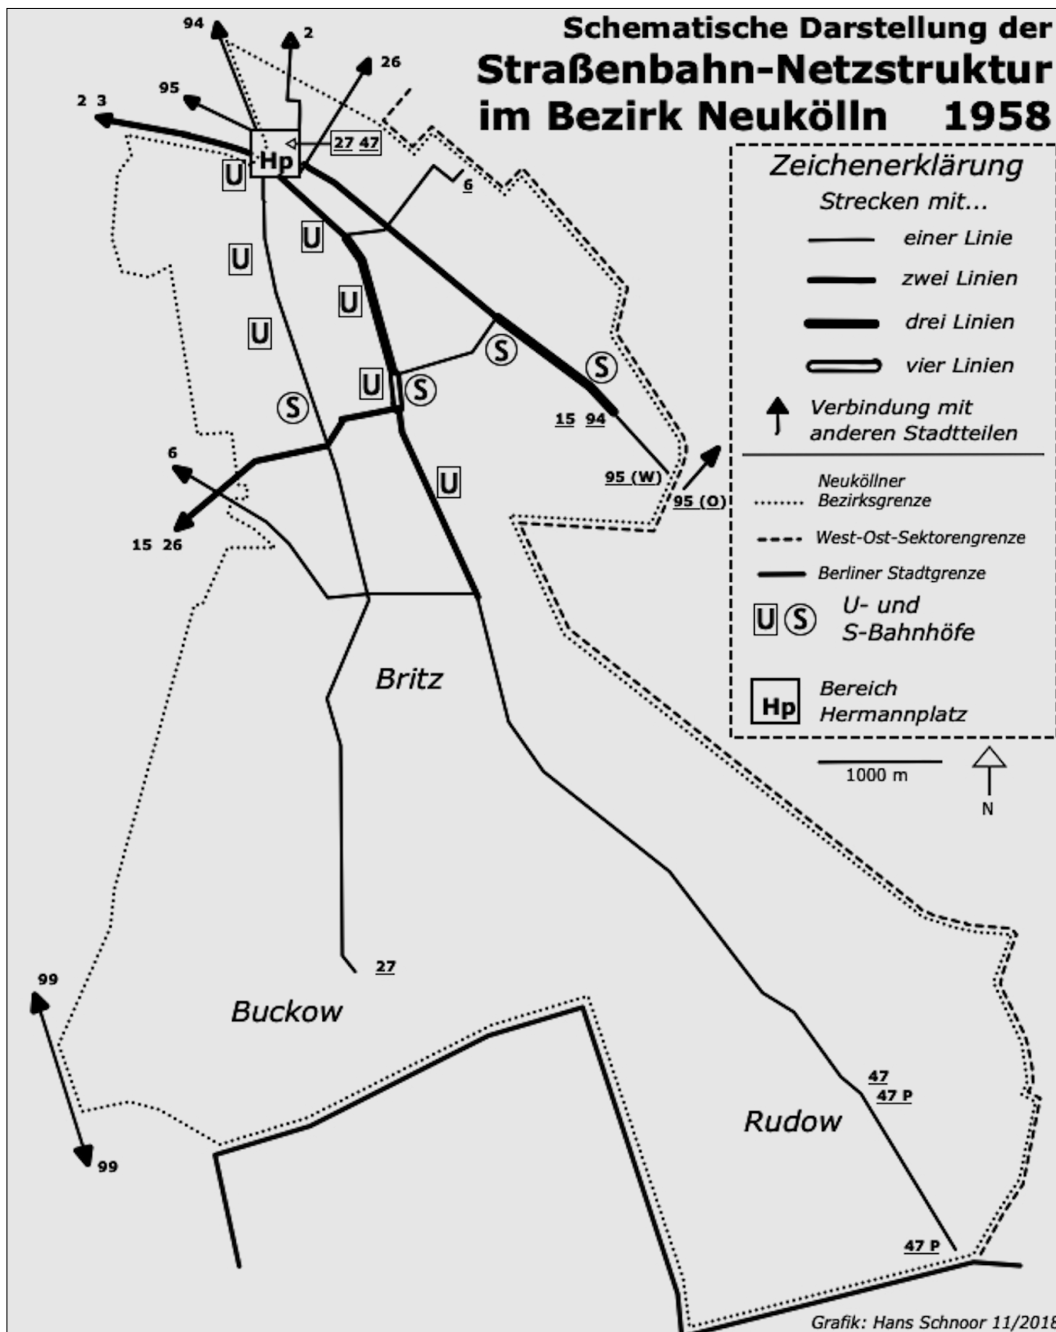 Schematische Darstellung der
Straßenbahn-Netzstruktur
im Bezirk Neukölln 1958
94
2
26
95
2 3
27 47
Hp
U
U
U
U
U
U
U
U
S
S
S
S
6
15 94
95 (W)
95 (O)
6
15 26
Britz
27
Buckow
99
99
47
47 P
Rudow
47 P
Zeichenerklärung
Strecken mit...
einer Linie
zwei Linien
drei Linien
vier Linien
Verbindung mit
anderen Stadtteilen
Neuköllner
Bezirksgrenze
West-Ost-Sektorengrenze
Berliner Stadtgrenze
U S
U- und
S-Bahnhöfe
Hp
Bereich
Hermannplatz
1000 m
N
Grafik: Hans Schnoor 11/2018